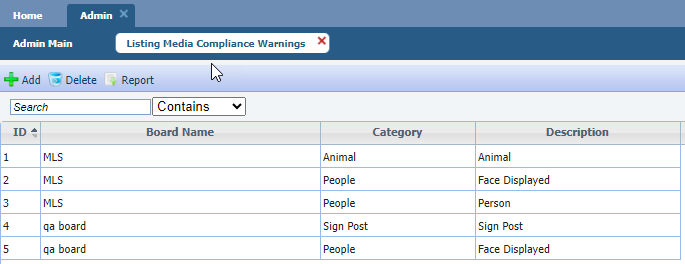 Home Admin
Admin Main Listing Media Compliance Warnings
Add Delete Report
Search Contains
ID Board Name Category Description
1 MLS Animal Animal
2 MLS People Face Displayed
3 MLS People Person
4 qa board Sign Post Sign Post
5 qa board People Face Displayed